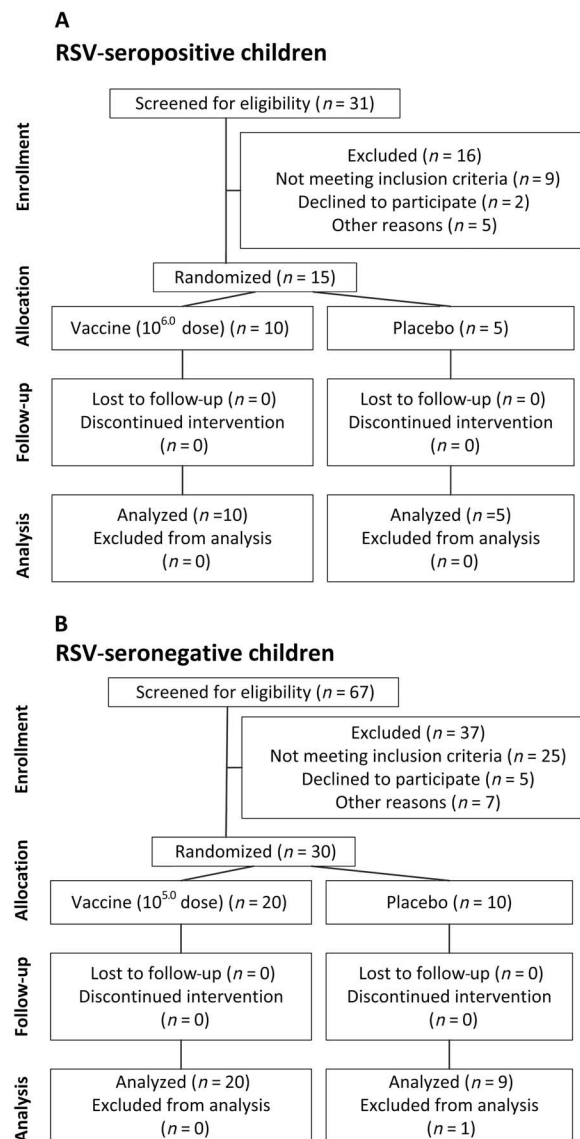 A
RSV-seropositive children
Screened for eligibility (n = 31)
Enrollment
Excluded (n = 16)
Not meeting inclusion criteria (n = 9)
Declined to participate (n = 2)
Other reasons (n = 5)
Randomized (n = 15)
Allocation
Vaccine (10^6.0 dose) (n = 10)
Placebo (n = 5)
Follow-up
Lost to follow-up (n = 0)
Discontinued intervention
(n = 0)
Lost to follow-up (n = 0)
Discontinued intervention
(n = 0)
Analysis
Analyzed (n =10)
Excluded from analysis
(n = 0)
Analyzed (n =5)
Excluded from analysis
(n = 0)
B
RSV-seronegative children
Screened for eligibility (n = 67)
Enrollment
Excluded (n = 37)
Not meeting inclusion criteria (n = 25)
Declined to participate (n = 5)
Other reasons (n = 7)
Randomized (n = 30)
Allocation
Vaccine (10^5.0 dose) (n = 20)
Placebo (n = 10)
Follow-up
Lost to follow-up (n = 0)
Discontinued intervention
(n = 0)
Lost to follow-up (n = 0)
Discontinued intervention
(n = 0)
Analysis
Analyzed (n = 20)
Excluded from analysis
(n = 0)
Analyzed (n = 9)
Excluded from analysis
(n = 1)